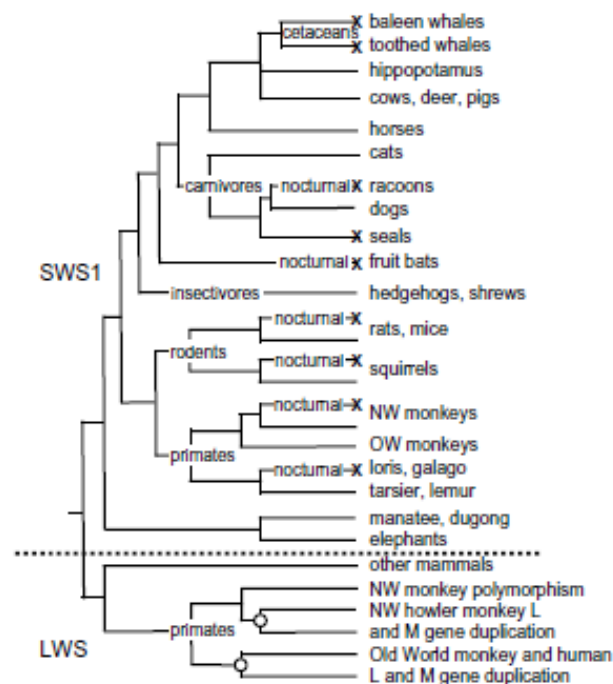 baleen whales
cetaceans
toothed whales
hippopotamus
cows, deer, pigs
horses
cats
carnivores nocturnal x racoons
dogs
x seals
SWS1
nocturnal x fruit bats
insectivores hedgehogs, shrews
nocturnal x
rats, mice
rodents
nocturnal x
squirrels
nocturnal x
NW monkeys
OW monkeys
primates
nocturnal x loris, galago
tarsier, lemur
manatee, dugong
elephants
other mammals
NW monkey polymorphism
NW howler monkey L
primates and M gene duplication
LWS
Old World monkey and human
L and M gene duplication